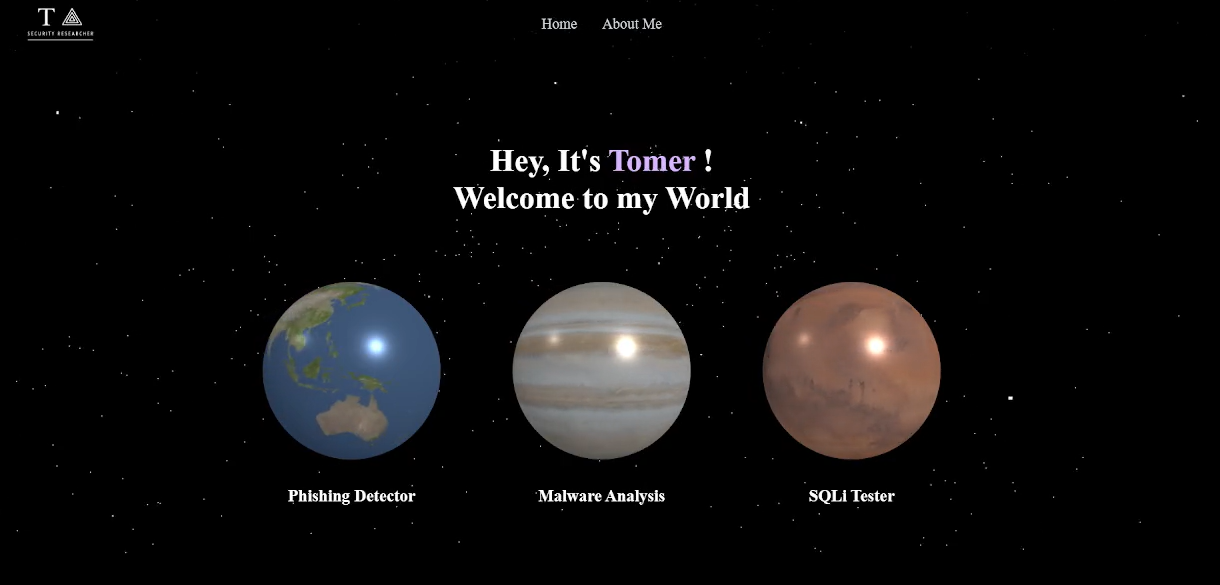 T
SECURITY RESEARCHER
Home About Me
Hey, It's Tomer !
Welcome to my World
Phishing Detector Malware Analysis SQLi Tester